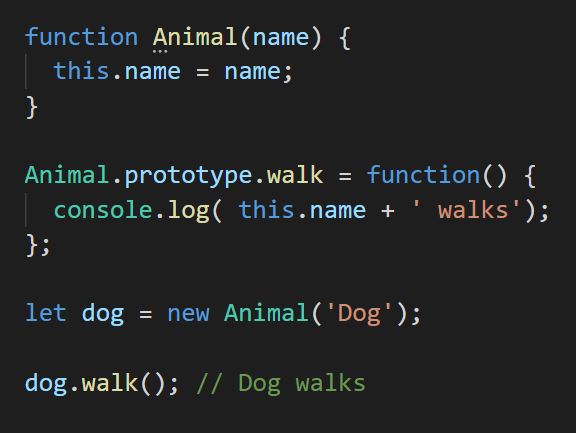 function Animal(name) {
  this.name = name;
}
Animal.prototype.walk = function() {
  console.log( this.name + ' walks');
};
let dog = new Animal('Dog');
dog.walk(); // Dog walks